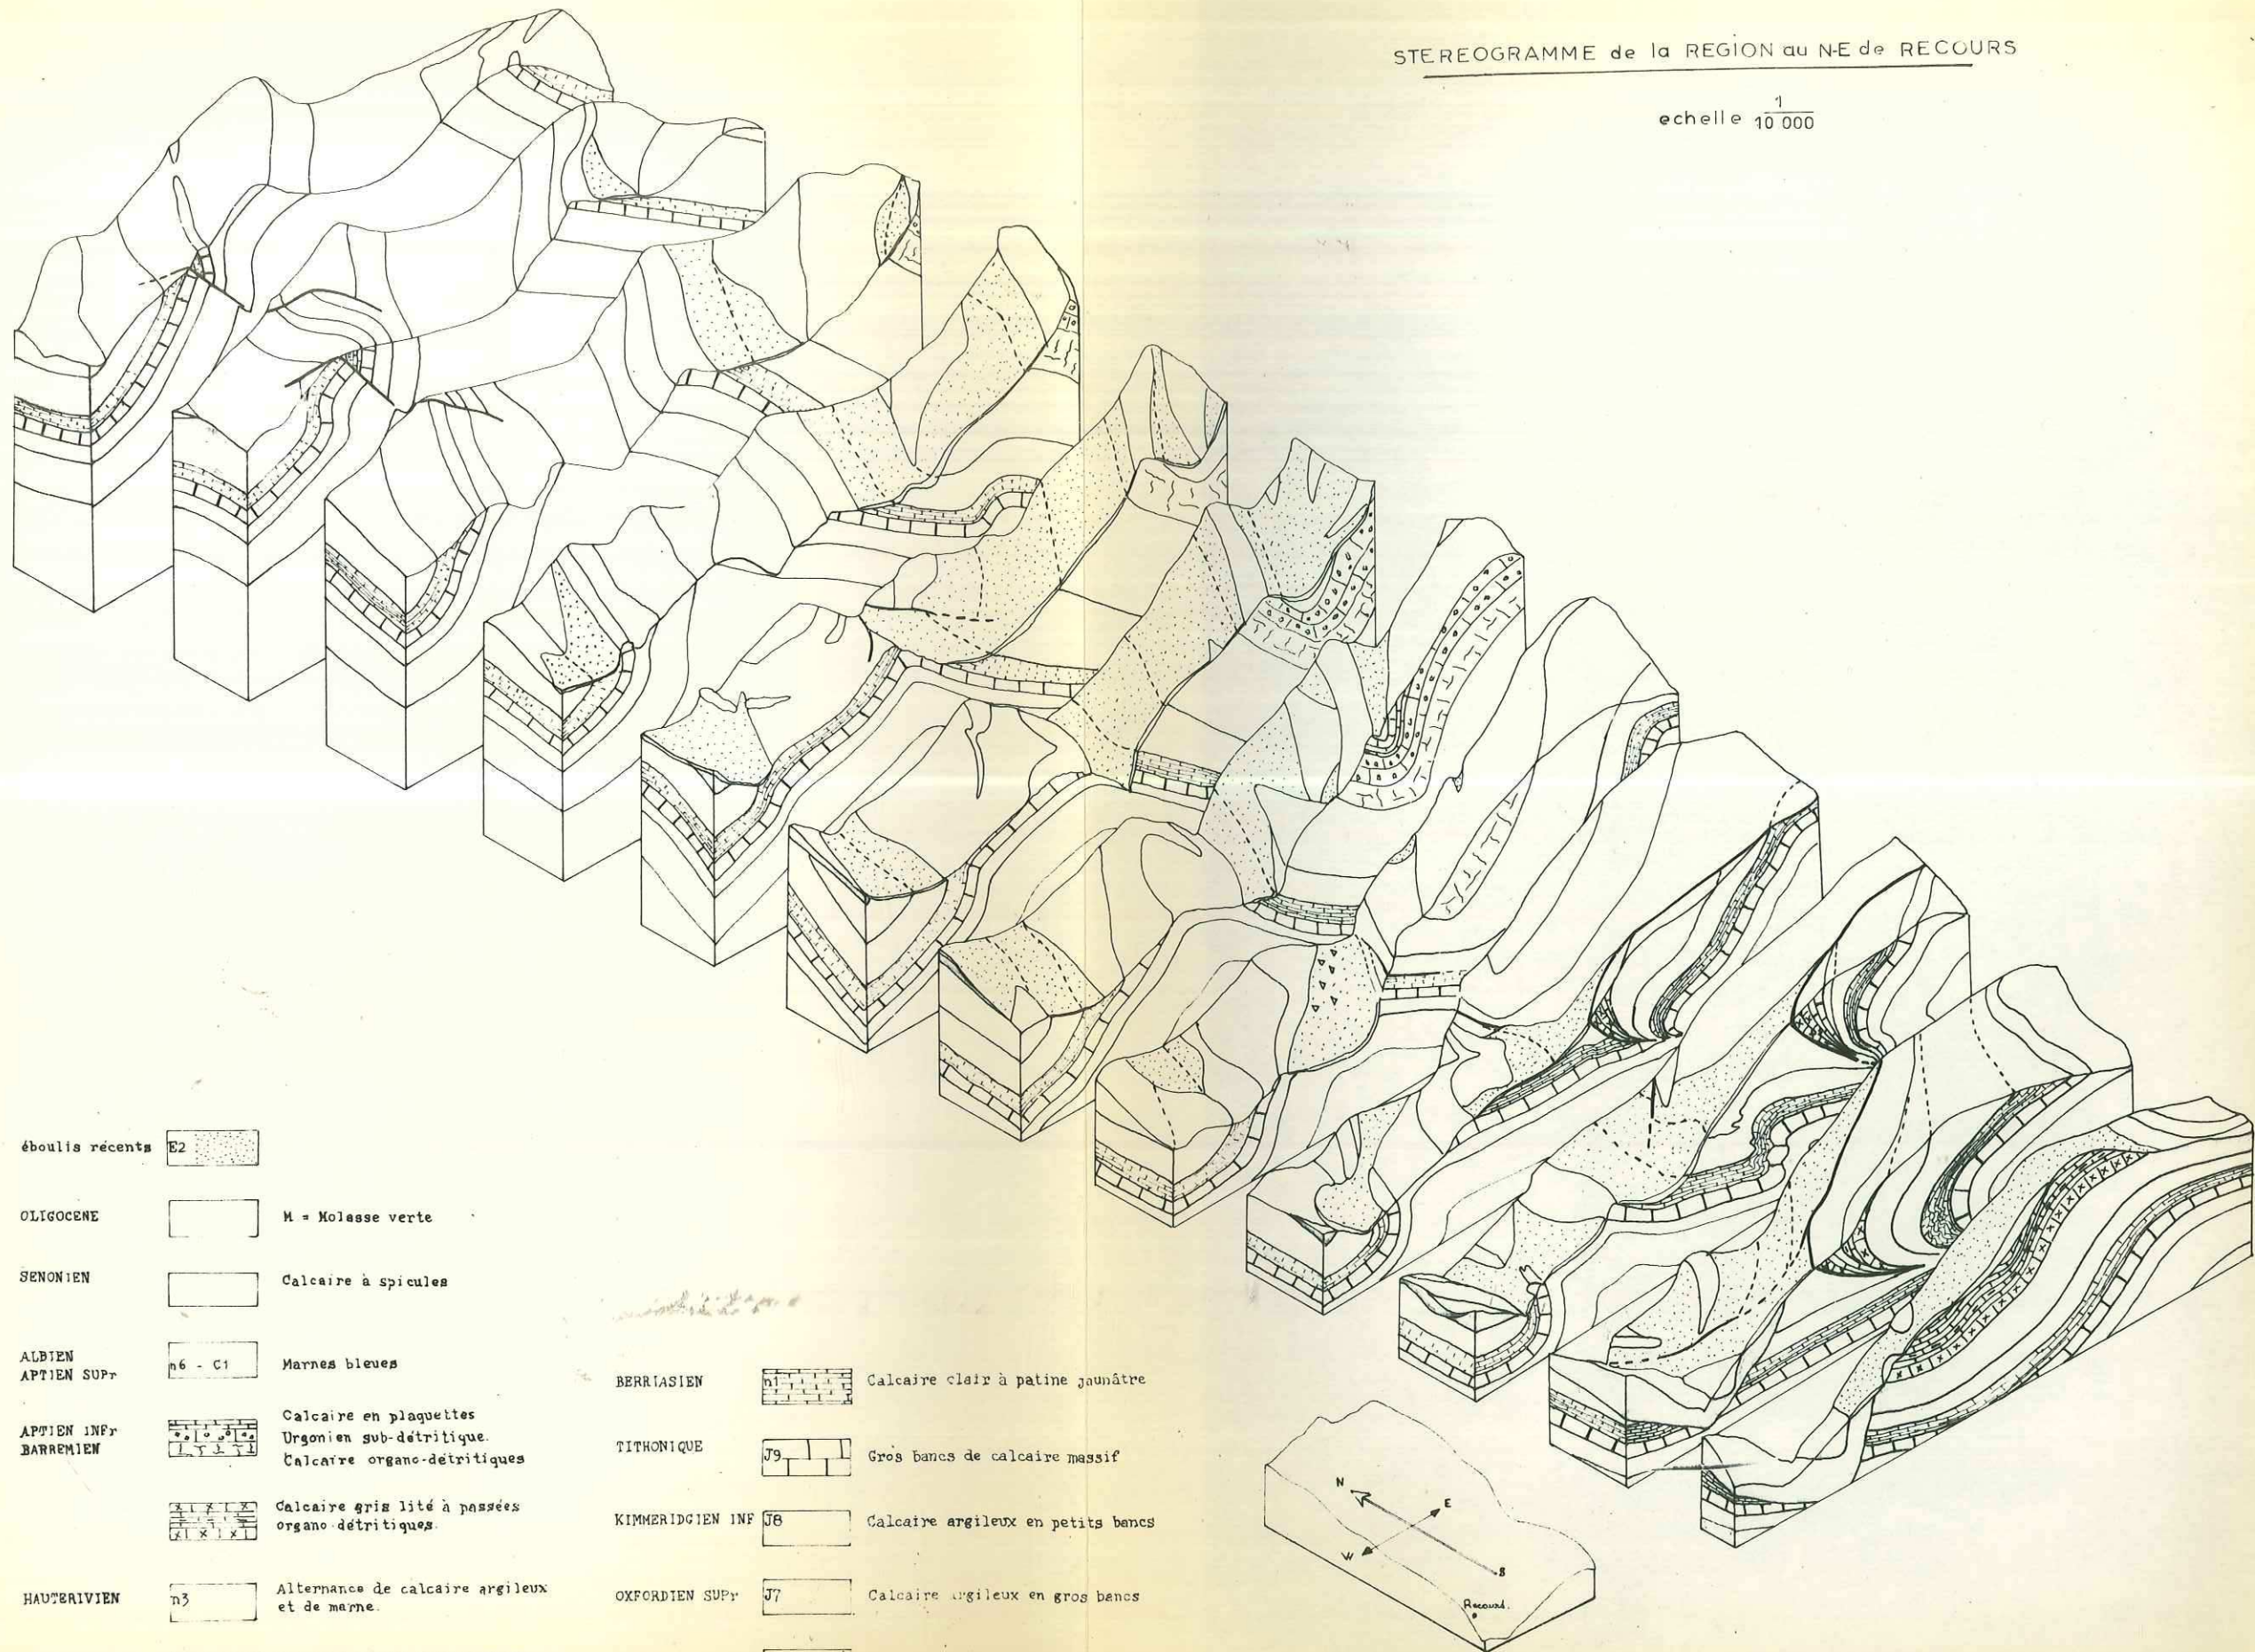 STEREOGRAMME de la REGION au N-E de RECOURS
echelle 1
10 000
éboulis récents E2
OLIGOCENE M = Molasse verte
SENONIEN Calcaire à spicules
ALBIEN
APTIEN SUPr n6 - C1 Marnes bleues
APTIEN INFr
BARREMIEN
Calcaire en plaquettes
Urgonien sub-détritique.
Calcaire organo-détritiques
Calcaire gris lité à passées
organo-détritiques.
HAUTERIVIEN n3 Alternance de calcaire argileux
et de marne.
BERRIASIEN n1 Calcaire clair à patine jaunâtre
TITHONIQUE J9 Gros bancs de calcaire massif
KIMMERIDGIEN INF J8 Calcaire argileux en petits bancs
OXFORDIEN SUPr J7 Calcaire argileux en gros bancs
N
E
W
S